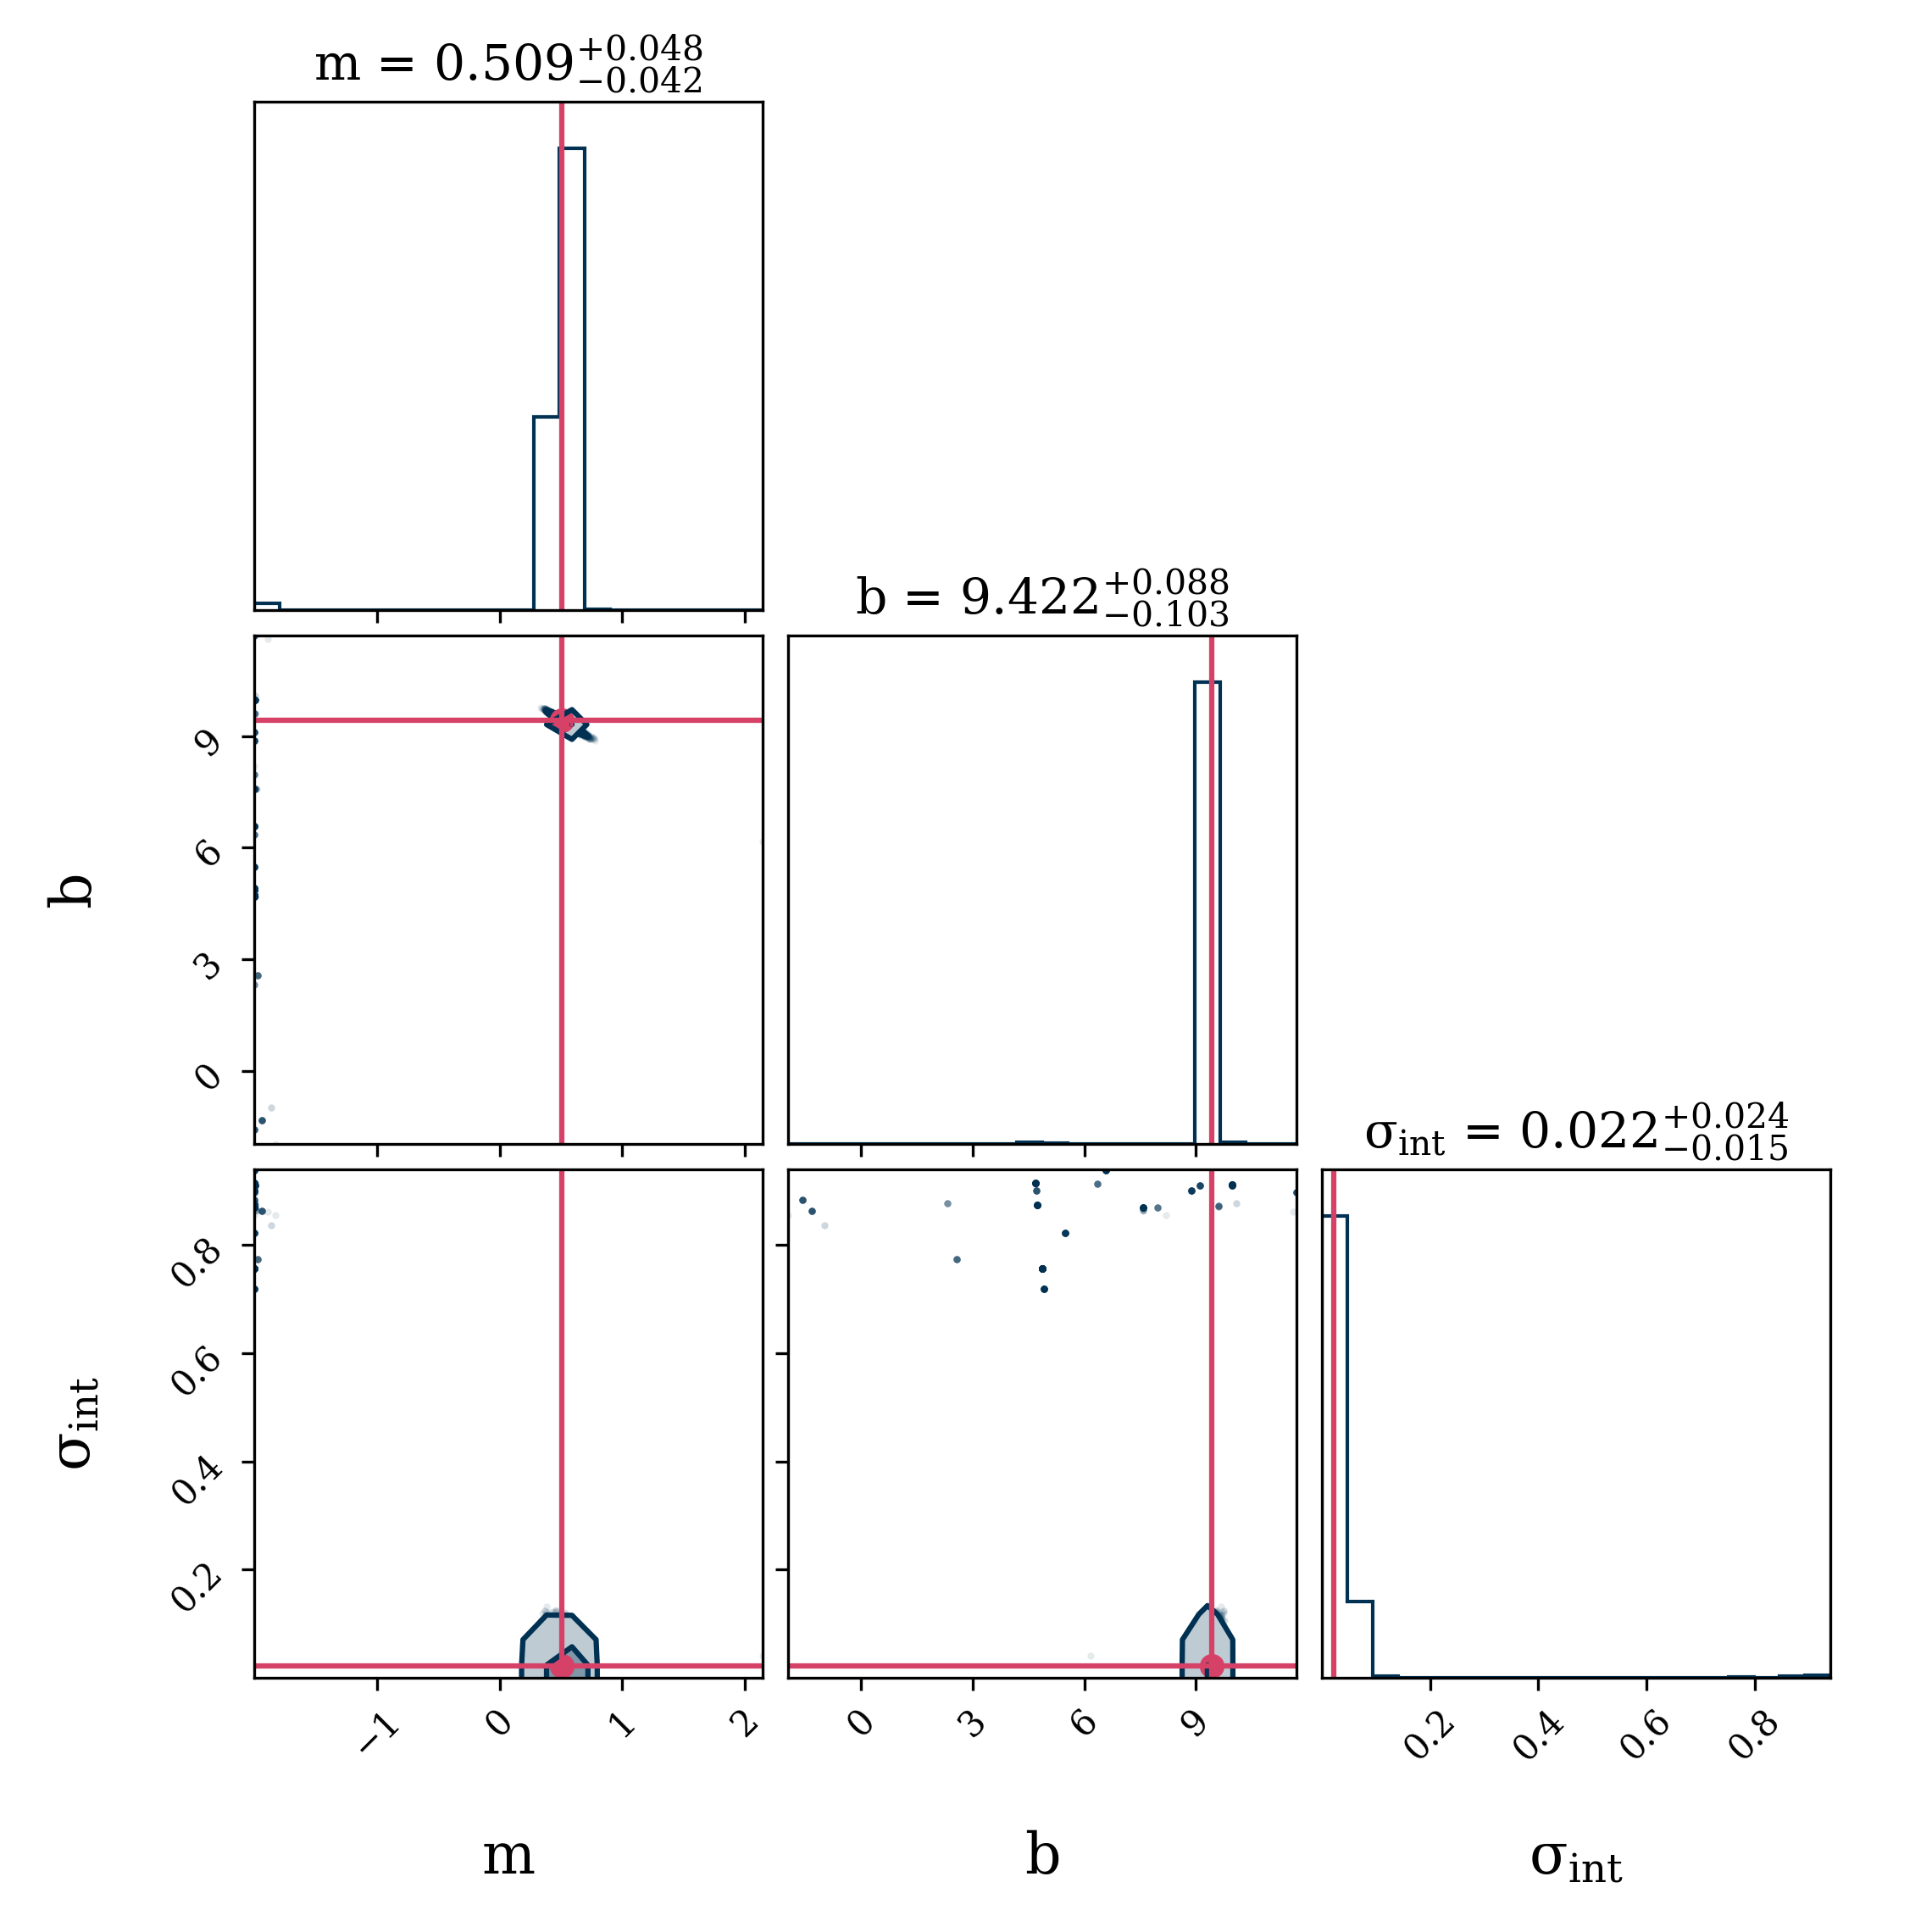 m = 0.509+0.048−0.042
b = 9.422+0.088−0.103
9
6
3
0
b
σint = 0.022+0.024−0.015
0.8
0.6
0.4
0.2
σint
−1 0 1 2 0 3 6 9 0.2 0.4 0.6 0.8
m b σint